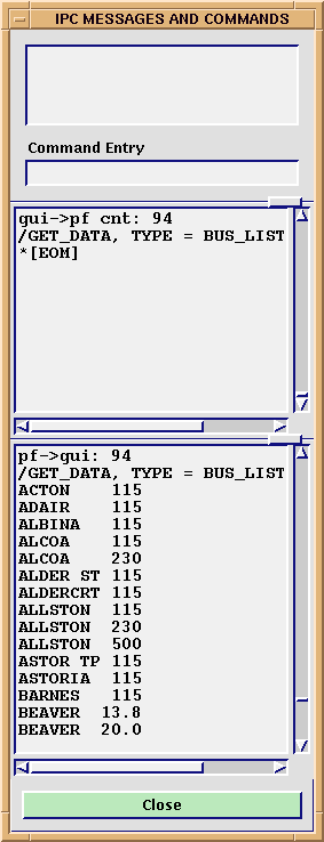 IPC MESSAGES AND COMMANDS
Command Entry
gui->pf cnt: 94
/GET_DATA, TYPE = BUS_LIST
*[EOM]
pf->gui: 94
/GET_DATA, TYPE = BUS_LIST
ACTON    115
ADAIR    115
ALBINA   115
ALCOA    115
ALCOA    230
ALDER ST 115
ALDERCRT 115
ALLSTON  115
ALLSTON  230
ALLSTON  500
ASTOR TP 115
ASTORIA  115
BARNES   115
BEAVER  13.8
BEAVER  20.0
Close